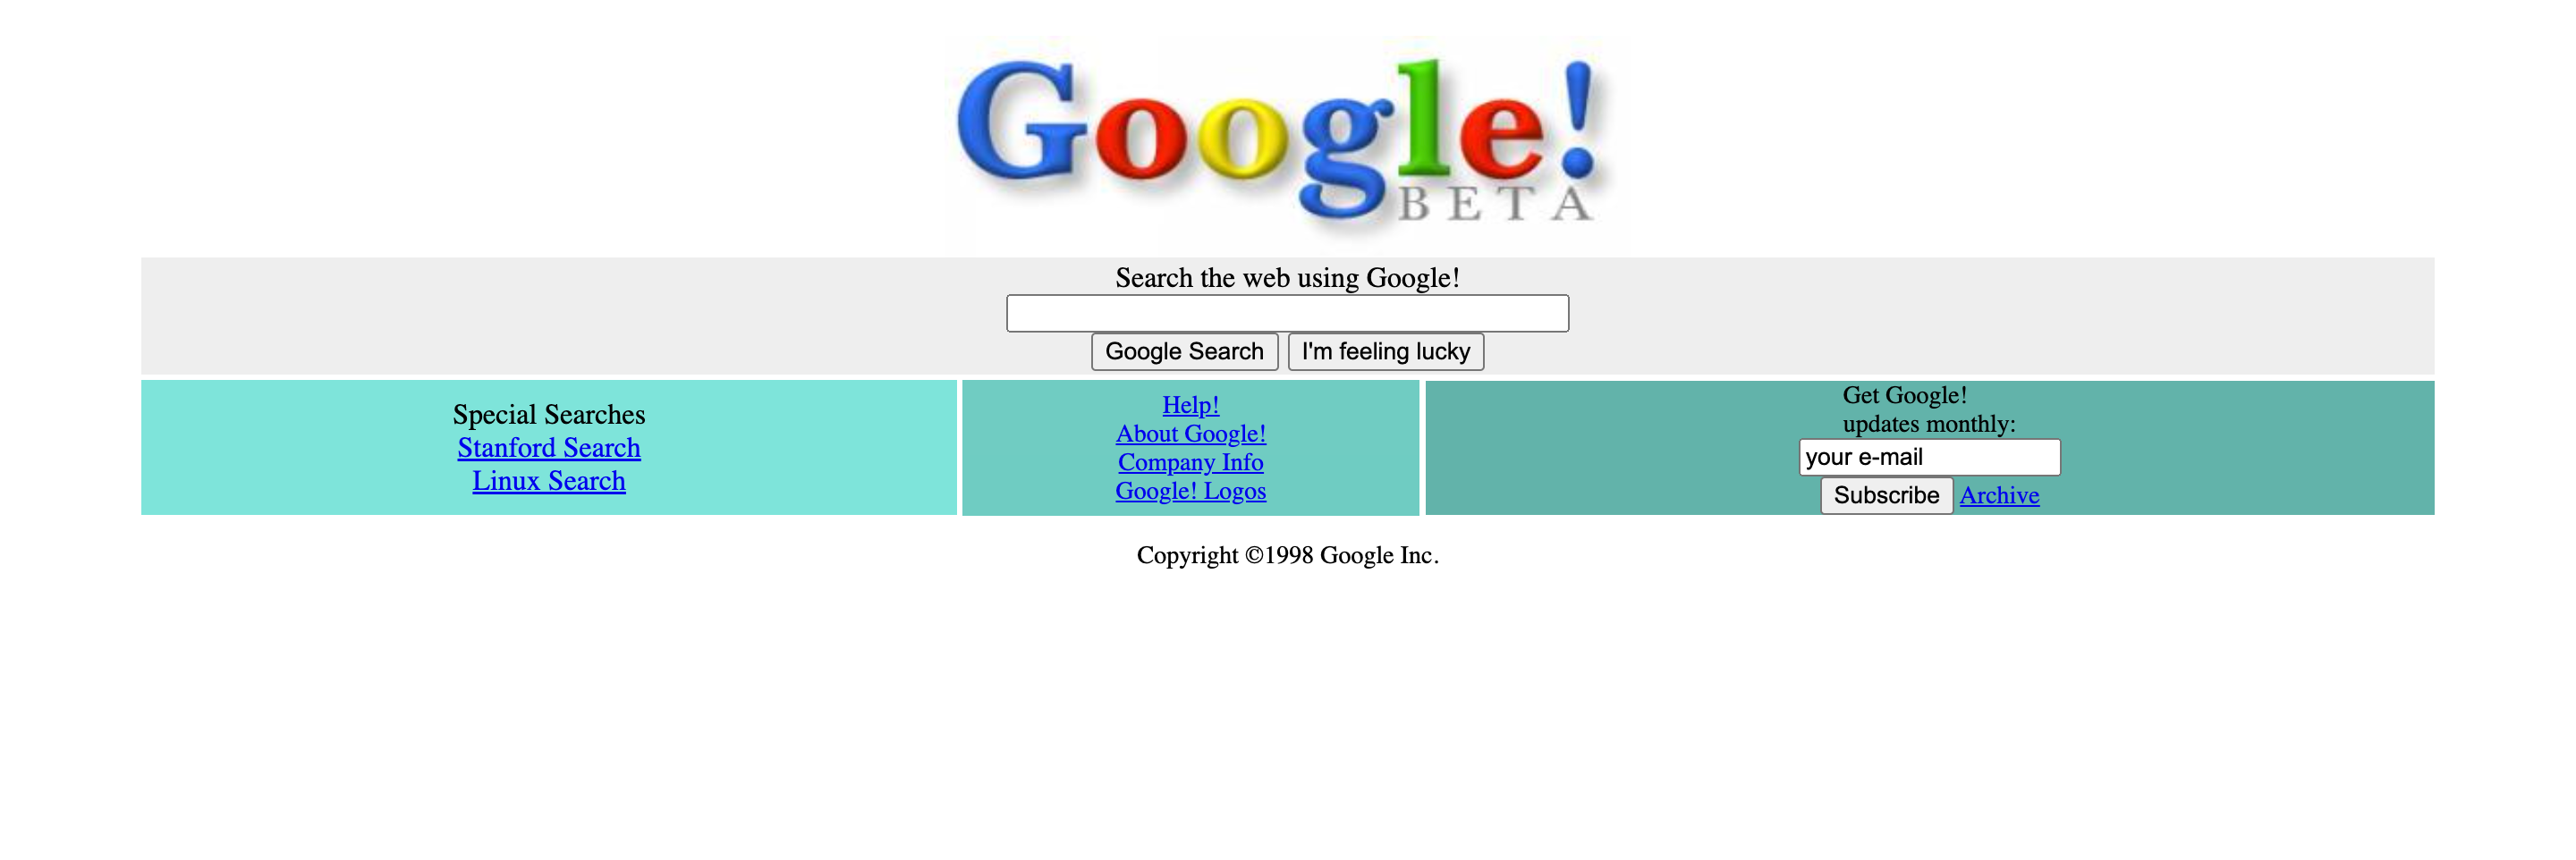 Google!
BETA
Search the web using Google!
Google Search I'm feeling lucky
Special Searches
Stanford Search
Linux Search
Help!
About Google!
Company Info
Google! Logos
Get Google!
updates monthly:
your e-mail
Subscribe Archive
Copyright ©1998 Google Inc.